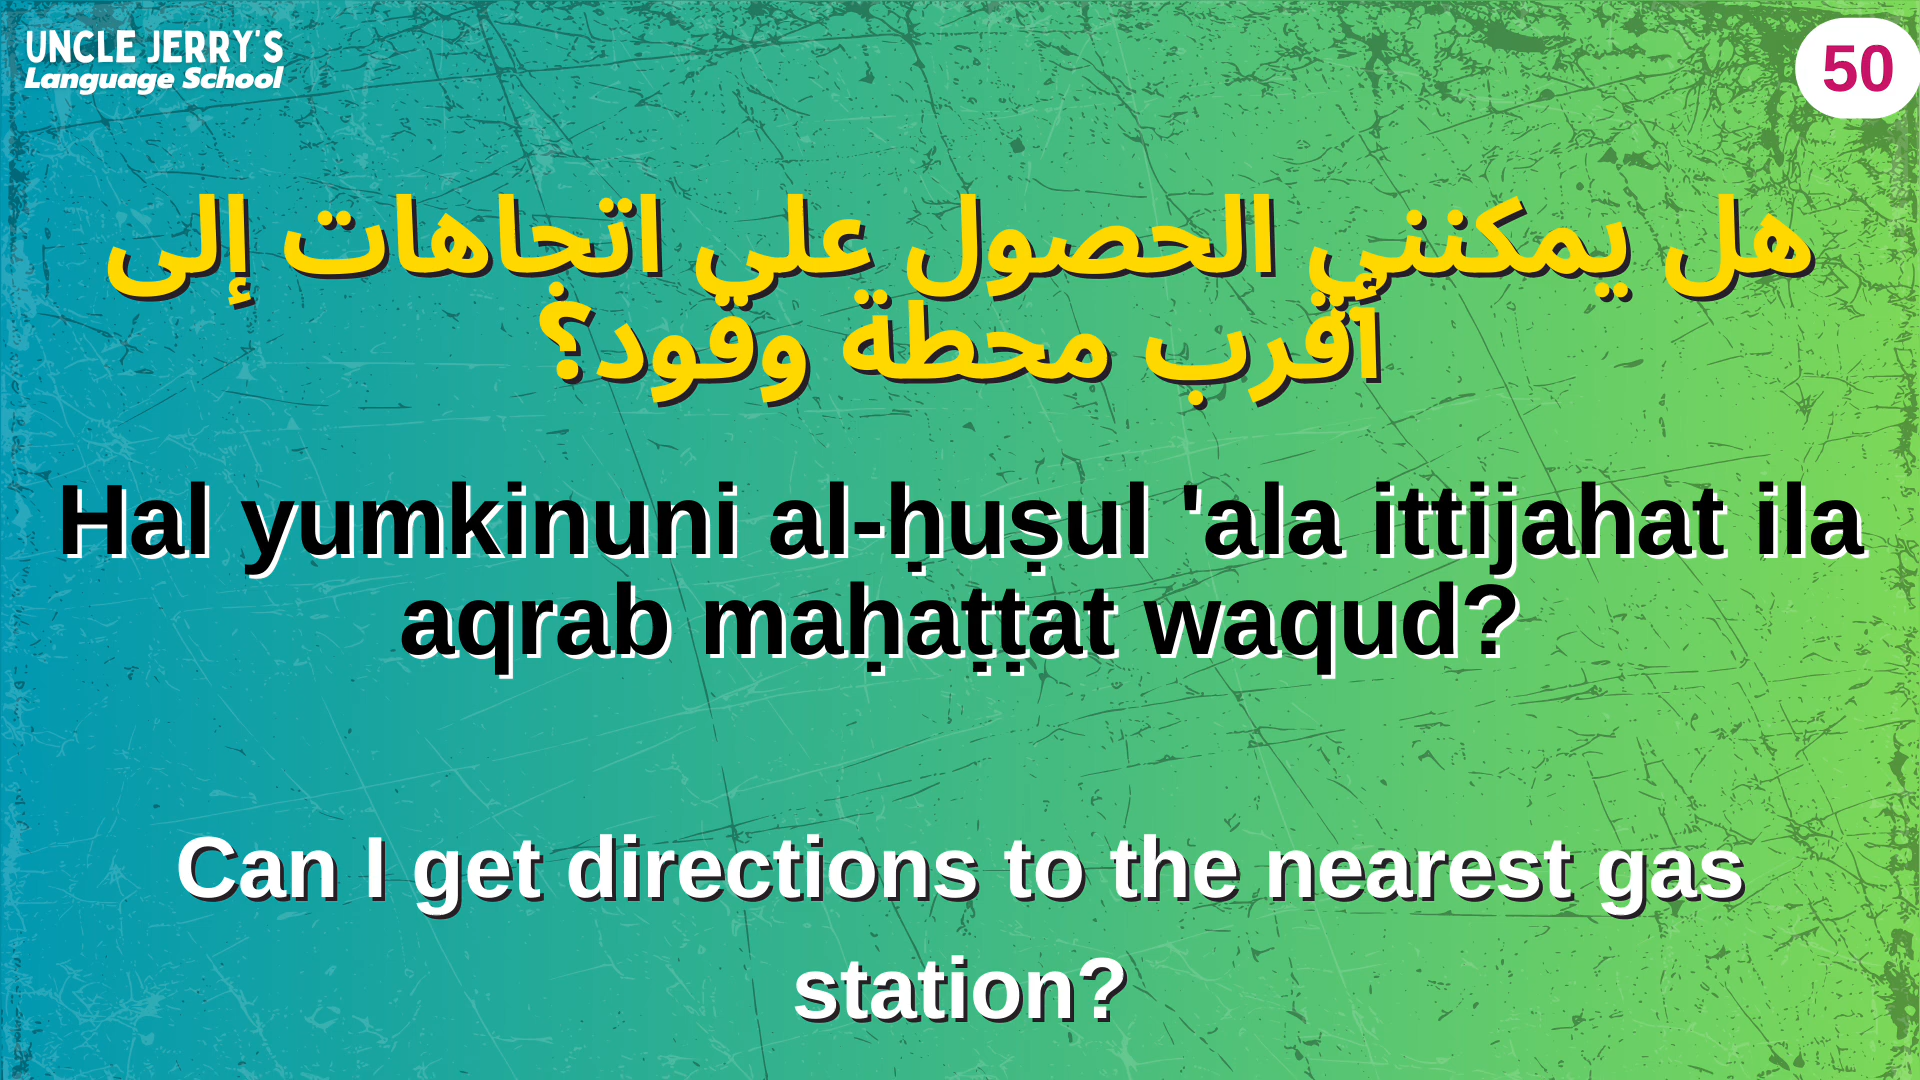 UNCLE JERRY'S
Language School
50
هل يمكنني الحصول على اتجاهات إلى
أقرب محطة وقود؟
Hal yumkinuni al-ḥuṣul 'ala ittijahat ila
aqrab maḥaṭṭat waqud?
Can I get directions to the nearest gas
station?